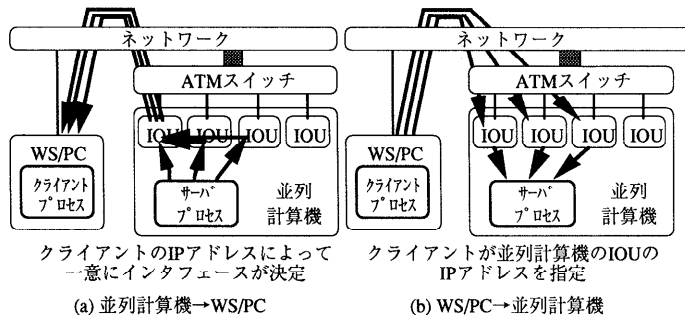 ネットワーク
ATMスイッチ
IOU IOU IOU IOU
WS/PC
クライアント
プロセス
サーバ
プロセス
並列
計算機
クライアントのIPアドレスによって
一意にインタフェースが決定
(a) 並列計算機→WS/PC
ネットワーク
ATMスイッチ
IOU IOU IOU IOU
WS/PC
クライアント
プロセス
サーバ
プロセス
並列
計算機
クライアントが並列計算機のIOUの
IPアドレスを指定
(b) WS/PC→並列計算機